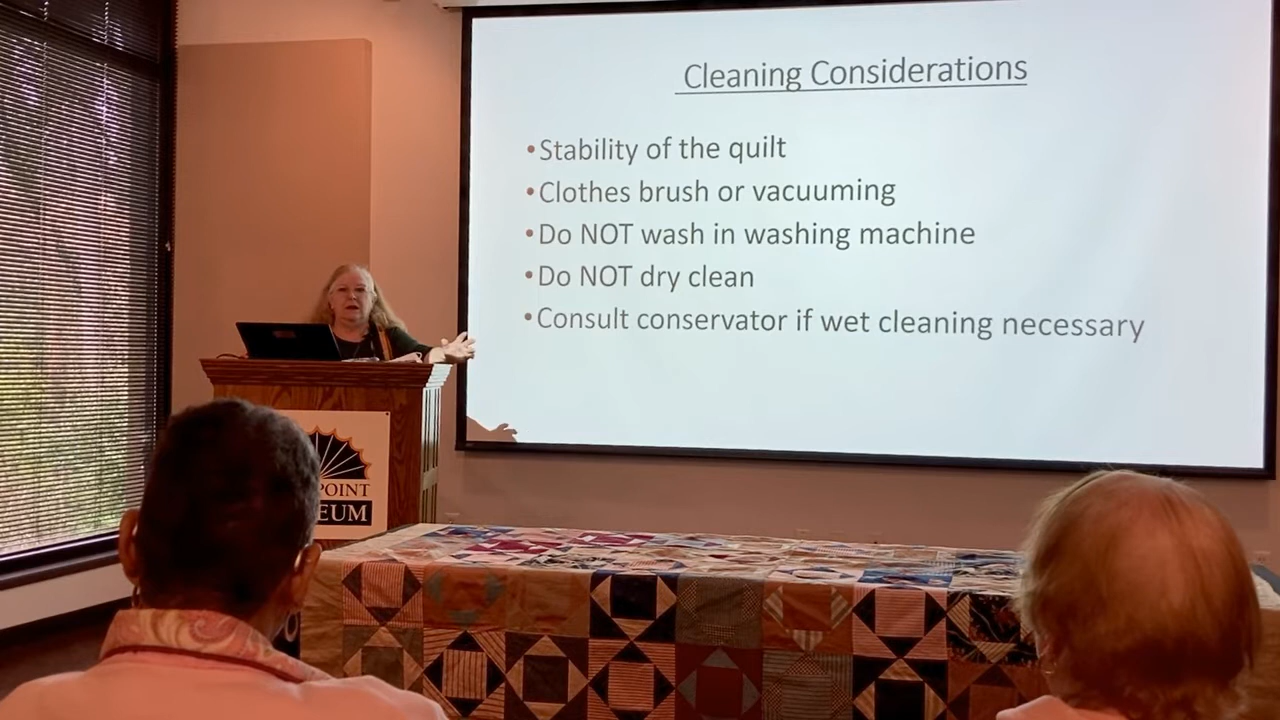 Cleaning Considerations
•Stability of the quilt
•Clothes brush or vacuuming
•Do NOT wash in washing machine
•Do NOT dry clean
•Consult conservator if wet cleaning necessary
POINT
EUM